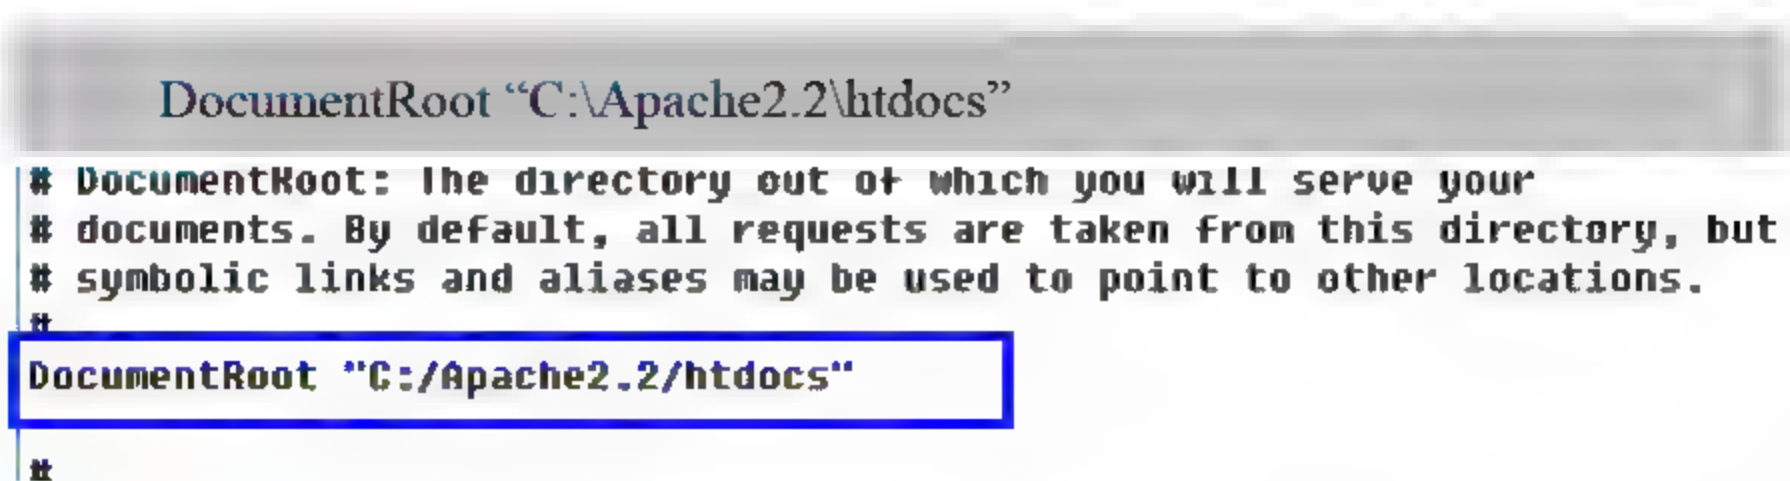 DocumentRoot “C:\Apache2.2\htdocs”
# DocumentRoot: The directory out of which you will serve your
# documents. By default, all requests are taken from this directory, but
# symbolic links and aliases may be used to point to other locations.
#
DocumentRoot "C:/Apache2.2/htdocs"
#